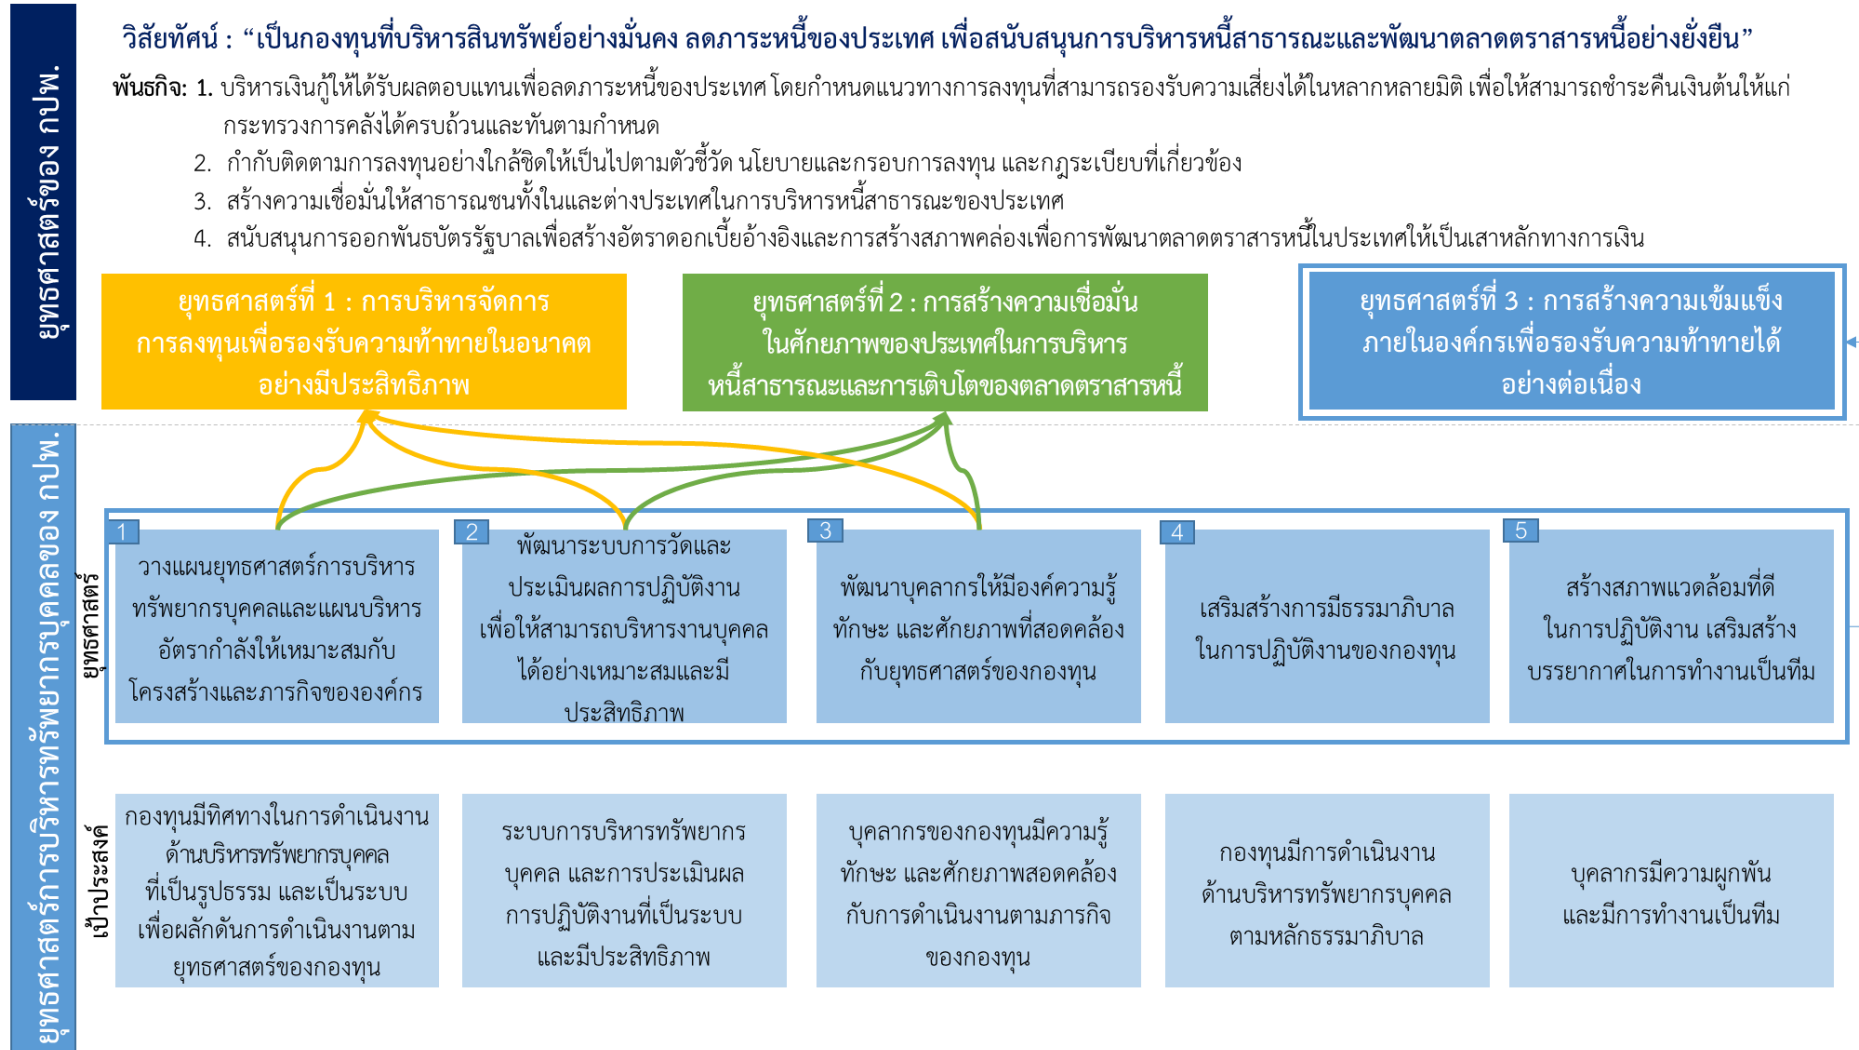 ยุทธศาสตร์ของ กปพ.
วิสัยทัศน์ : “เป็นกองทุนที่บริหารสินทรัพย์อย่างมั่นคง ลดภาระหนี้ของประเทศ เพื่อสนับสนุนการบริหารหนี้สาธารณะและพัฒนาตลาดตราสารหนี้อย่างยั่งยืน”
พันธกิจ: 1. บริหารเงินกู้ให้ได้รับผลตอบแทนเพื่อลดภาระหนี้ของประเทศ โดยกำหนดแนวทางการลงทุนที่สามารถรองรับความเสี่ยงได้ในหลากหลายมิติ เพื่อให้สามารถชำระคืนเงินต้นให้แก่
กระทรวงการคลังได้ครบถ้วนและทันตามกำหนด
2. กำกับติดตามการลงทุนอย่างใกล้ชิดให้เป็นไปตามตัวชี้วัด นโยบายและกรอบการลงทุน และกฎระเบียบที่เกี่ยวข้อง
3. สร้างความเชื่อมั่นให้สาธารณชนทั้งในและต่างประเทศในการบริหารหนี้สาธารณะของประเทศ
4. สนับสนุนการออกพันธบัตรรัฐบาลเพื่อสร้างอัตราดอกเบี้ยอ้างอิงและการสร้างสภาพคล่องเพื่อการพัฒนาตลาดตราสารหนี้ในประเทศให้เป็นเสาหลักทางการเงิน
ยุทธศาสตร์ที่ 1 : การบริหารจัดการ
การลงทุนเพื่อรองรับความท้าทายในอนาคต
อย่างมีประสิทธิภาพ
ยุทธศาสตร์ที่ 2 : การสร้างความเชื่อมั่น
ในศักยภาพของประเทศในการบริหาร
หนี้สาธารณะและการเติบโตของตลาดตราสารหนี้
ยุทธศาสตร์ที่ 3 : การสร้างความเข้มแข็ง
ภายในองค์กรเพื่อรองรับความท้าทายได้
อย่างต่อเนื่อง
ยุทธศาสตร์การบริหารทรัพยากรบุคคลของ กปพ.
ยุทธศาสตร์
1
วางแผนยุทธศาสตร์การบริหาร
ทรัพยากรบุคคลและแผนบริหาร
อัตรากำลังให้เหมาะสมกับ
โครงสร้างและภารกิจขององค์กร
2
พัฒนาระบบการวัดและ
ประเมินผลการปฏิบัติงาน
เพื่อให้สามารถบริหารงานบุคคล
ได้อย่างเหมาะสมและมี
ประสิทธิภาพ
3
พัฒนาบุคลากรให้มีองค์ความรู้
ทักษะ และศักยภาพที่สอดคล้อง
กับยุทธศาสตร์ของกองทุน
4
เสริมสร้างการมีธรรมาภิบาล
ในการปฏิบัติงานของกองทุน
5
สร้างสภาพแวดล้อมที่ดี
ในการปฏิบัติงาน เสริมสร้าง
บรรยากาศในการทำงานเป็นทีม
เป้าประสงค์
กองทุนมีทิศทางในการดำเนินงาน
ด้านบริหารทรัพยากรบุคคล
ที่เป็นรูปธรรม และเป็นระบบ
เพื่อผลักดันการดำเนินงานตาม
ยุทธศาสตร์ของกองทุน
ระบบการบริหารทรัพยากร
บุคคล และการประเมินผล
การปฏิบัติงานที่เป็นระบบ
และมีประสิทธิภาพ
บุคลากรของกองทุนมีความรู้
ทักษะ และศักยภาพสอดคล้อง
กับการดำเนินงานตามภารกิจ
ของกองทุน
กองทุนมีการดำเนินงาน
ด้านบริหารทรัพยากรบุคคล
ตามหลักธรรมาภิบาล
บุคลากรมีความผูกพัน
และมีการทำงานเป็นทีม